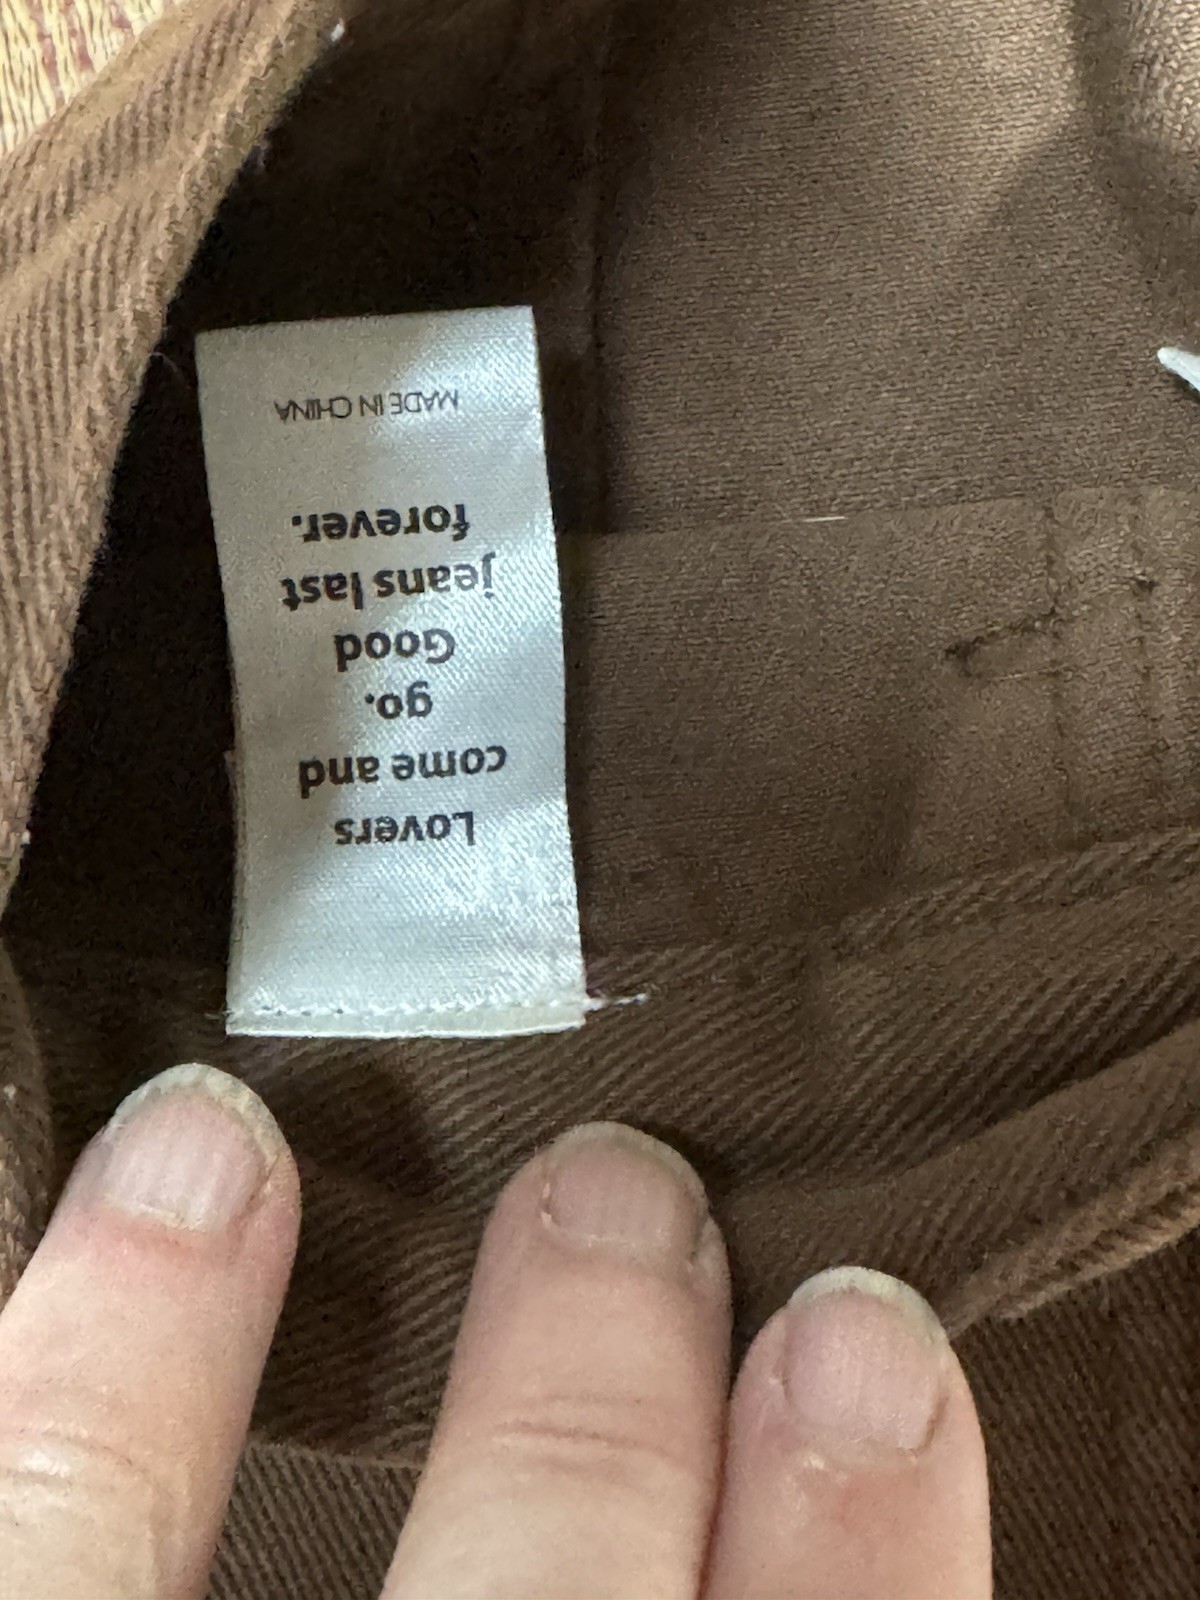 Lovers
come and
go.
Good
jeans last
forever.
MADE IN CHINA